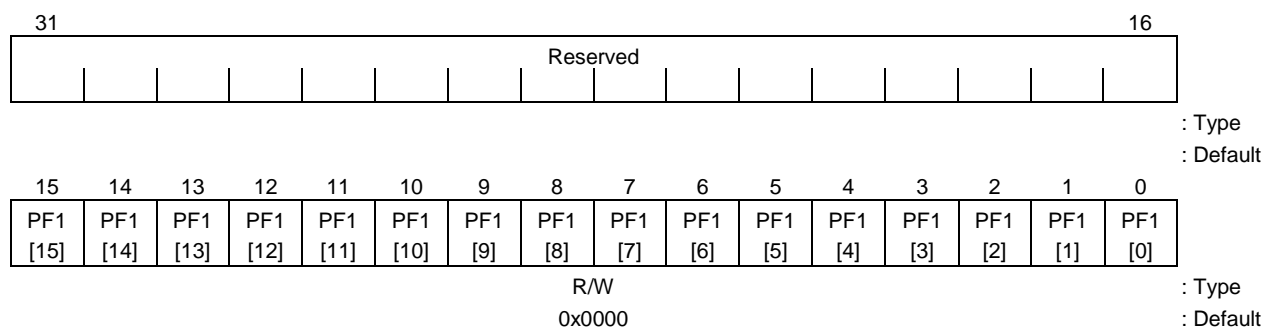 31 16
Reserved
: Type
: Default
15 14 13 12 11 10 9 8 7 6 5 4 3 2 1 0
PF1 PF1 PF1 PF1 PF1 PF1 PF1 PF1 PF1 PF1 PF1 PF1 PF1 PF1 PF1 PF1
[15] [14] [13] [12] [11] [10] [9] [8] [7] [6] [5] [4] [3] [2] [1] [0]
R/W : Type
0x0000 : Default